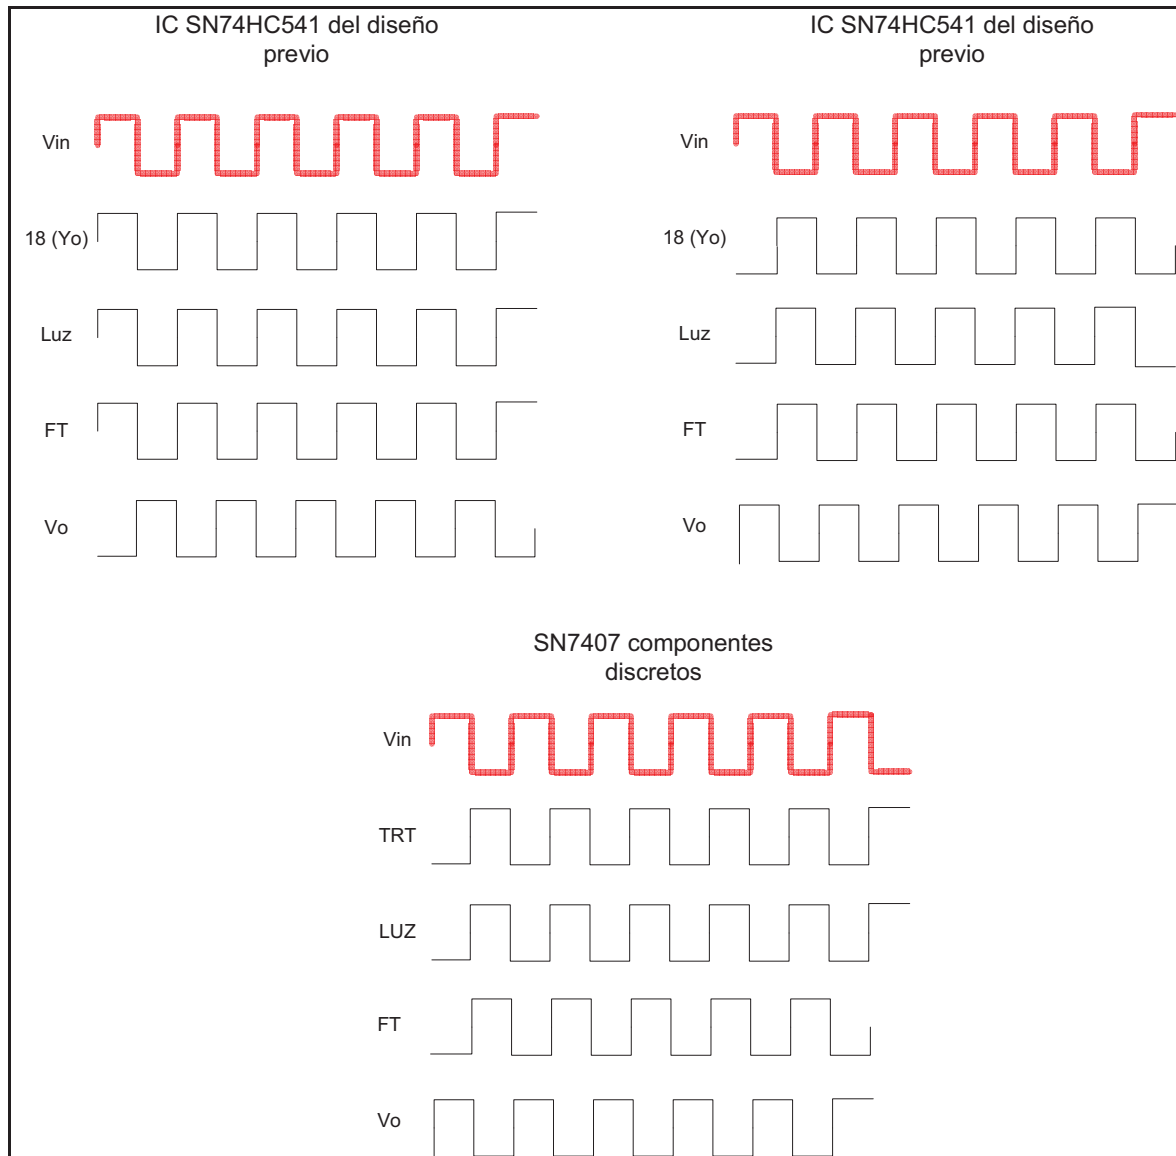 IC SN74HC541 del diseño
previo
Vin
18 (Yo)
Luz
FT
Vo
IC SN74HC541 del diseño
previo
Vin
18 (Yo)
Luz
FT
Vo
SN7407 componentes
discretos
Vin
TRT
LUZ
FT
Vo